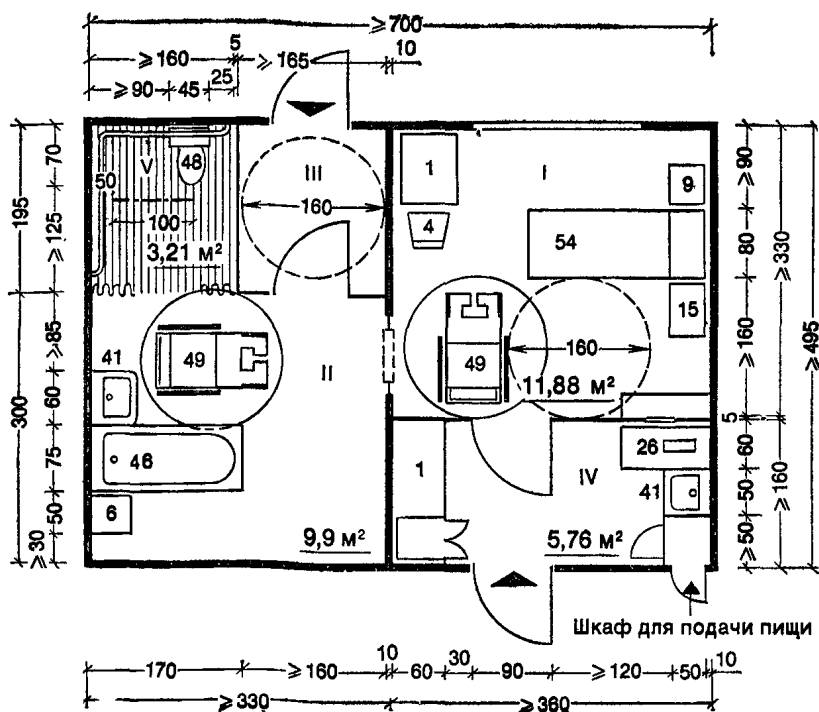 ≥700
≥160 5 ≥165 10
≥90 45 25
195 ≥125 70
50 V 48 III I 1 9
160
100 4 54
3,21 м²
≥90 80 ≥330
300 ≥85 60 75 50 ≥30
41 49 II 49 160 15
11,88 м²
≥160 ≥495
46 1 26
41 IV
6 9,9 м² 5,76 м²
5 60 50 ≥50 ≥160
Шкаф для подачи пищи
170 ≥160 10 60 30 90 ≥120 50 10
≥330 ≥360